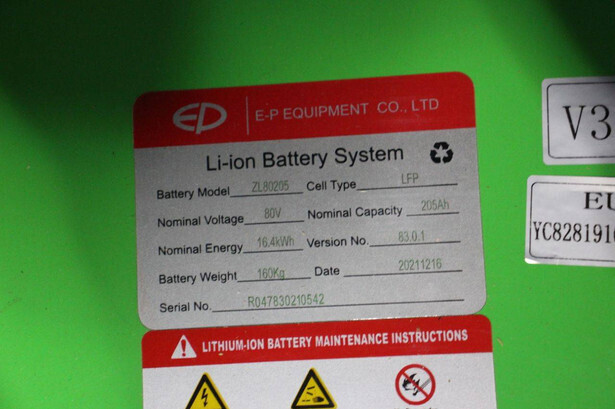 EP E-P EQUIPMENT CO., LTD
Li-ion Battery System
Battery Model ZL80205 Cell Type LFP
Nominal Voltage 80V Nominal Capacity 205Ah
Nominal Energy 16.4kWh Version No. 83.0.1
Battery Weight 160Kg Date 20211216
Serial No. R047830210542
LITHIUM-ION BATTERY MAINTENANCE INSTRUCTIONS
V3
EU
YC828191